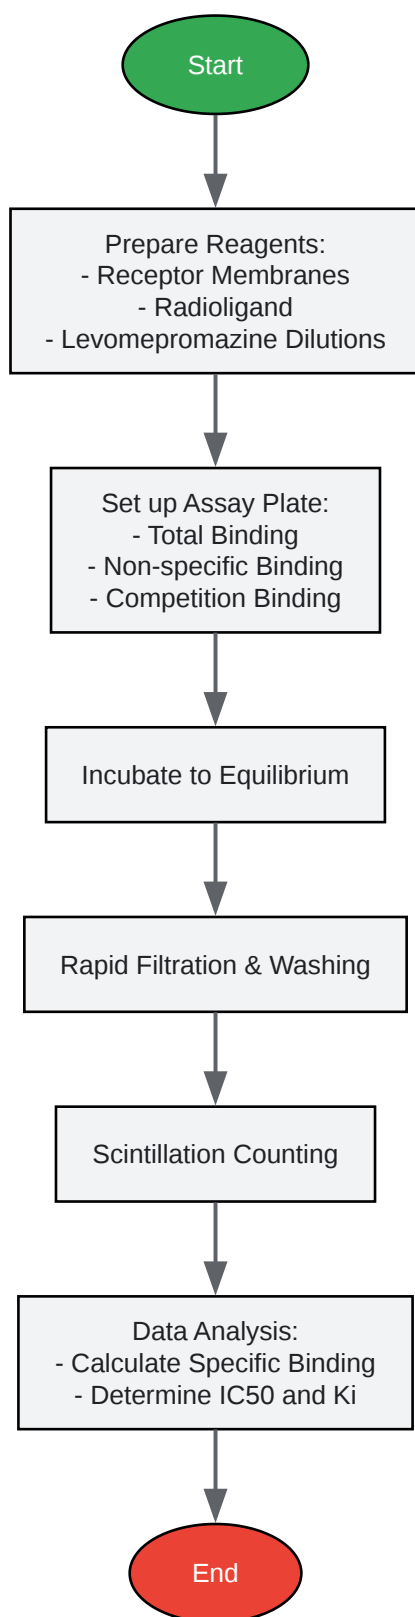 Start
Prepare Reagents:
- Receptor Membranes
- Radioligand
- Levomepromazine Dilutions
Set up Assay Plate:
- Total Binding
- Non-specific Binding
- Competition Binding
Incubate to Equilibrium
Rapid Filtration & Washing
Scintillation Counting
Data Analysis:
- Calculate Specific Binding
- Determine IC50 and Ki
End